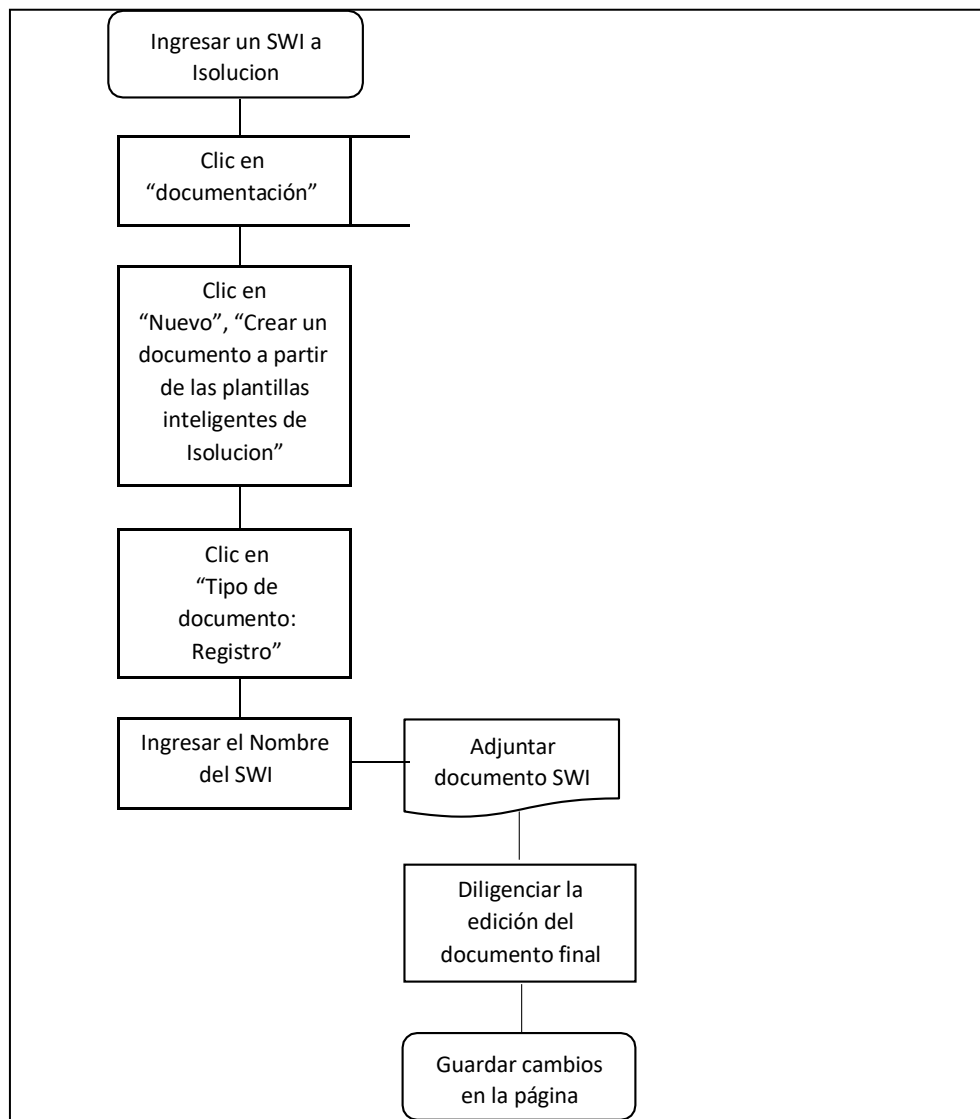 Ingresar un SWI a
Isolucion
Clic en
“documentación”
Clic en
“Nuevo”, “Crear un
documento a partir
de las plantillas
inteligentes de
Isolucion”
Clic en
“Tipo de
documento:
Registro”
Ingresar el Nombre
del SWI
Adjuntar
documento SWI
Diligenciar la
edición del
documento final
Guardar cambios
en la página